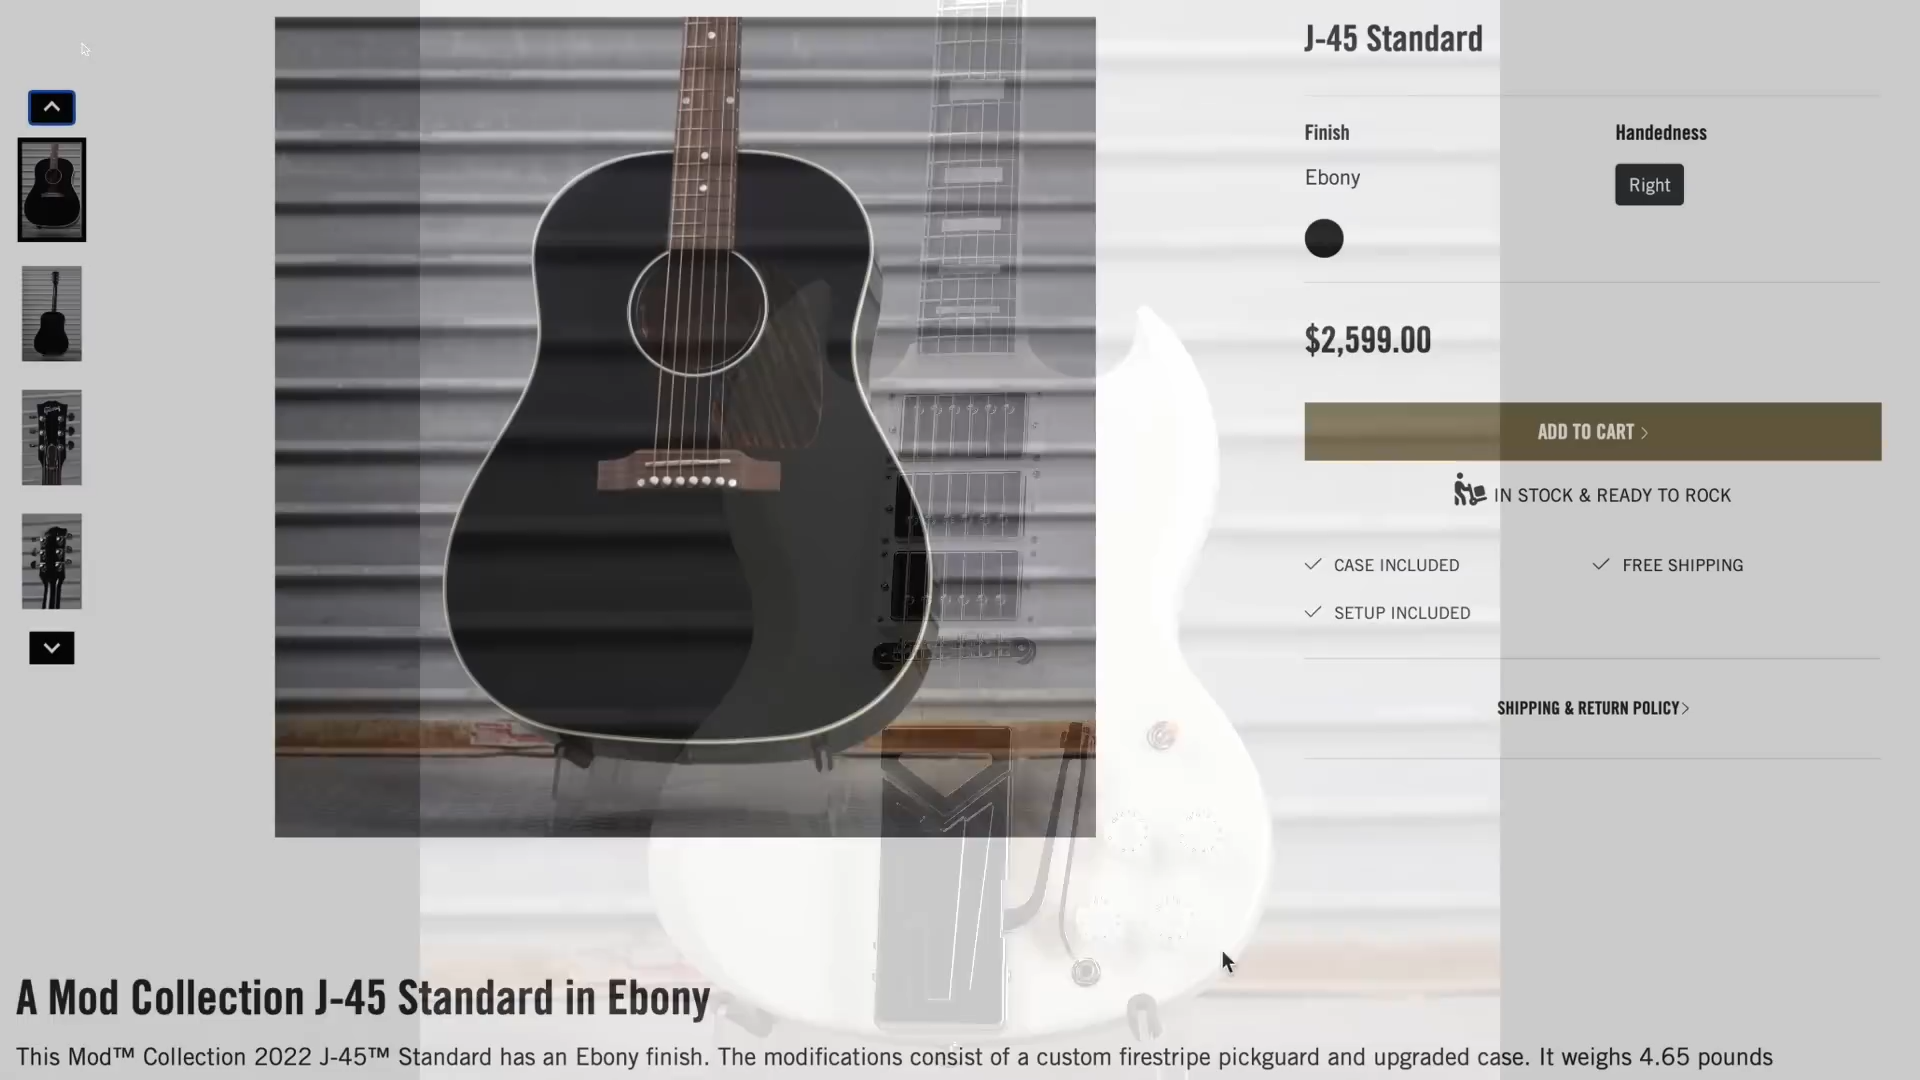 J-45 Standard
Finish
Handedness
Ebony
Right
$2,599.00
ADD TO CART >
IN STOCK & READY TO ROCK
CASE INCLUDED
FREE SHIPPING
SETUP INCLUDED
SHIPPING & RETURN POLICY>
A Mod Collection J-45 Standard in Ebony
This Mod™ Collection 2022 J-45™ Standard has an Ebony finish. The modifications consist of a custom firestripe pickguard and upgraded case. It weighs 4.65 pounds